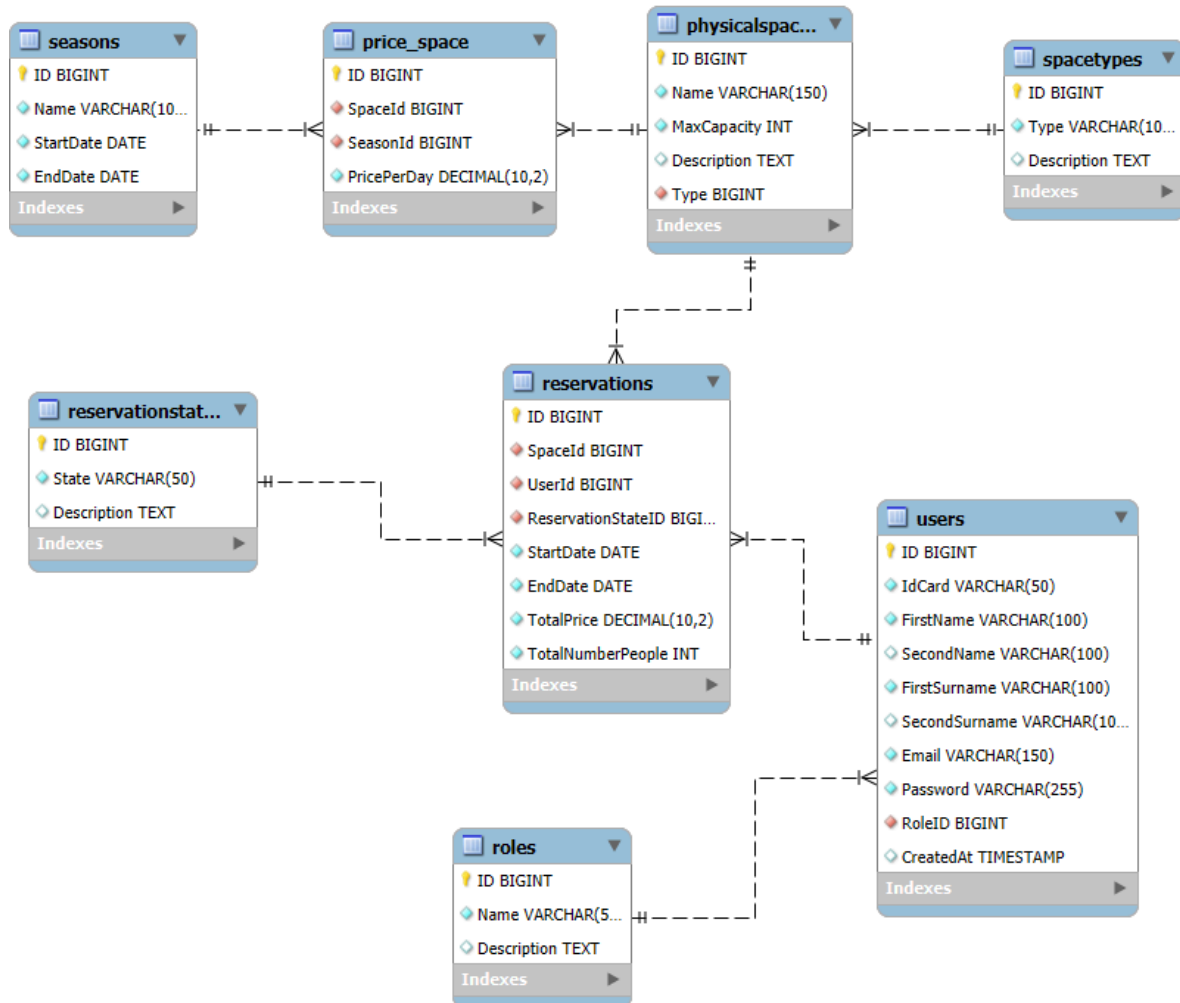 seasons
ID BIGINT
Name VARCHAR(10...
StartDate DATE
EndDate DATE
Indexes
price_space
ID BIGINT
SpaceId BIGINT
SeasonId BIGINT
PricePerDay DECIMAL(10,2)
Indexes
physicalspac...
ID BIGINT
Name VARCHAR(150)
MaxCapacity INT
Description TEXT
Type BIGINT
Indexes
spacetypes
ID BIGINT
Type VARCHAR(10...
Description TEXT
Indexes
reservationstat...
ID BIGINT
State VARCHAR(50)
Description TEXT
Indexes
reservations
ID BIGINT
SpaceId BIGINT
UserId BIGINT
ReservationStateID BIGI...
StartDate DATE
EndDate DATE
TotalPrice DECIMAL(10,2)
TotalNumberPeople INT
Indexes
users
ID BIGINT
IdCard VARCHAR(50)
FirstName VARCHAR(100)
SecondName VARCHAR(100)
FirstSurname VARCHAR(100)
SecondSurname VARCHAR(10...
Email VARCHAR(150)
Password VARCHAR(255)
RoleID BIGINT
CreatedAt TIMESTAMP
Indexes
roles
ID BIGINT
Name VARCHAR(5...
Description TEXT
Indexes